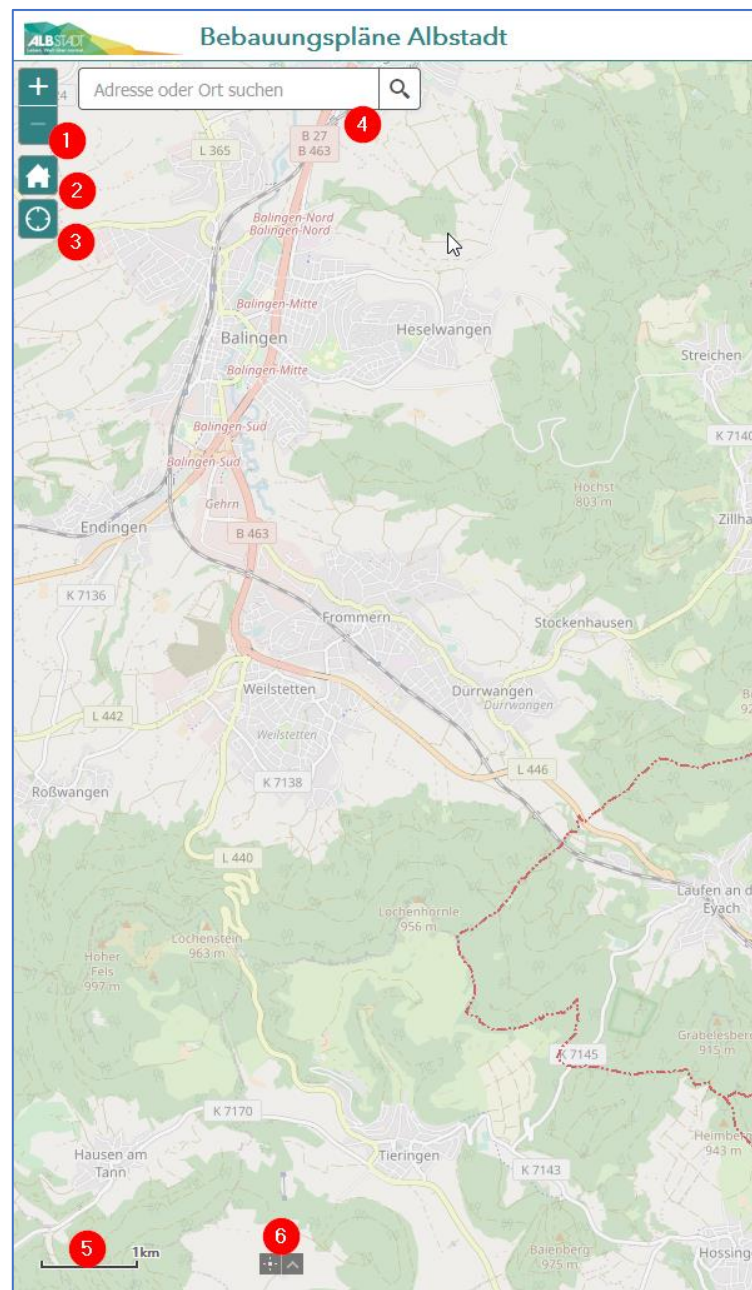 ALBSTADT
Bebauungspläne Albstadt
+
24
Adresse oder Ort suchen
−
1
4
B 27
B 463
L 365
2
3
Balingen-Nord
Balingen-Nord
Balingen-Mitte
Balingen
Heselwangen
Streichen
Balingen-Mitte
Balingen-Süd
K 7140
Balingen-Süd
Hochst
803 m
Gehrn
Endingen
Zillha
B 463
K 7136
Frommern
Stockenhausen
Weilstetten
Dürrwangen
Dürrwangen
L 442
Weilstetten
L 446
K 7138
Roßwangen
L 440
Laufen an d
Eyach
Lochenhörnle
956 m
Lochenstein
963 m
Hoher
Fels
997 m
Gräbelesberg
915 m
K 7145
K 7170
Heimberg
943 m
Hausen am
Tann
Tieringen
K 7143
6
5
1km
Baienberg
975 m
Hossing